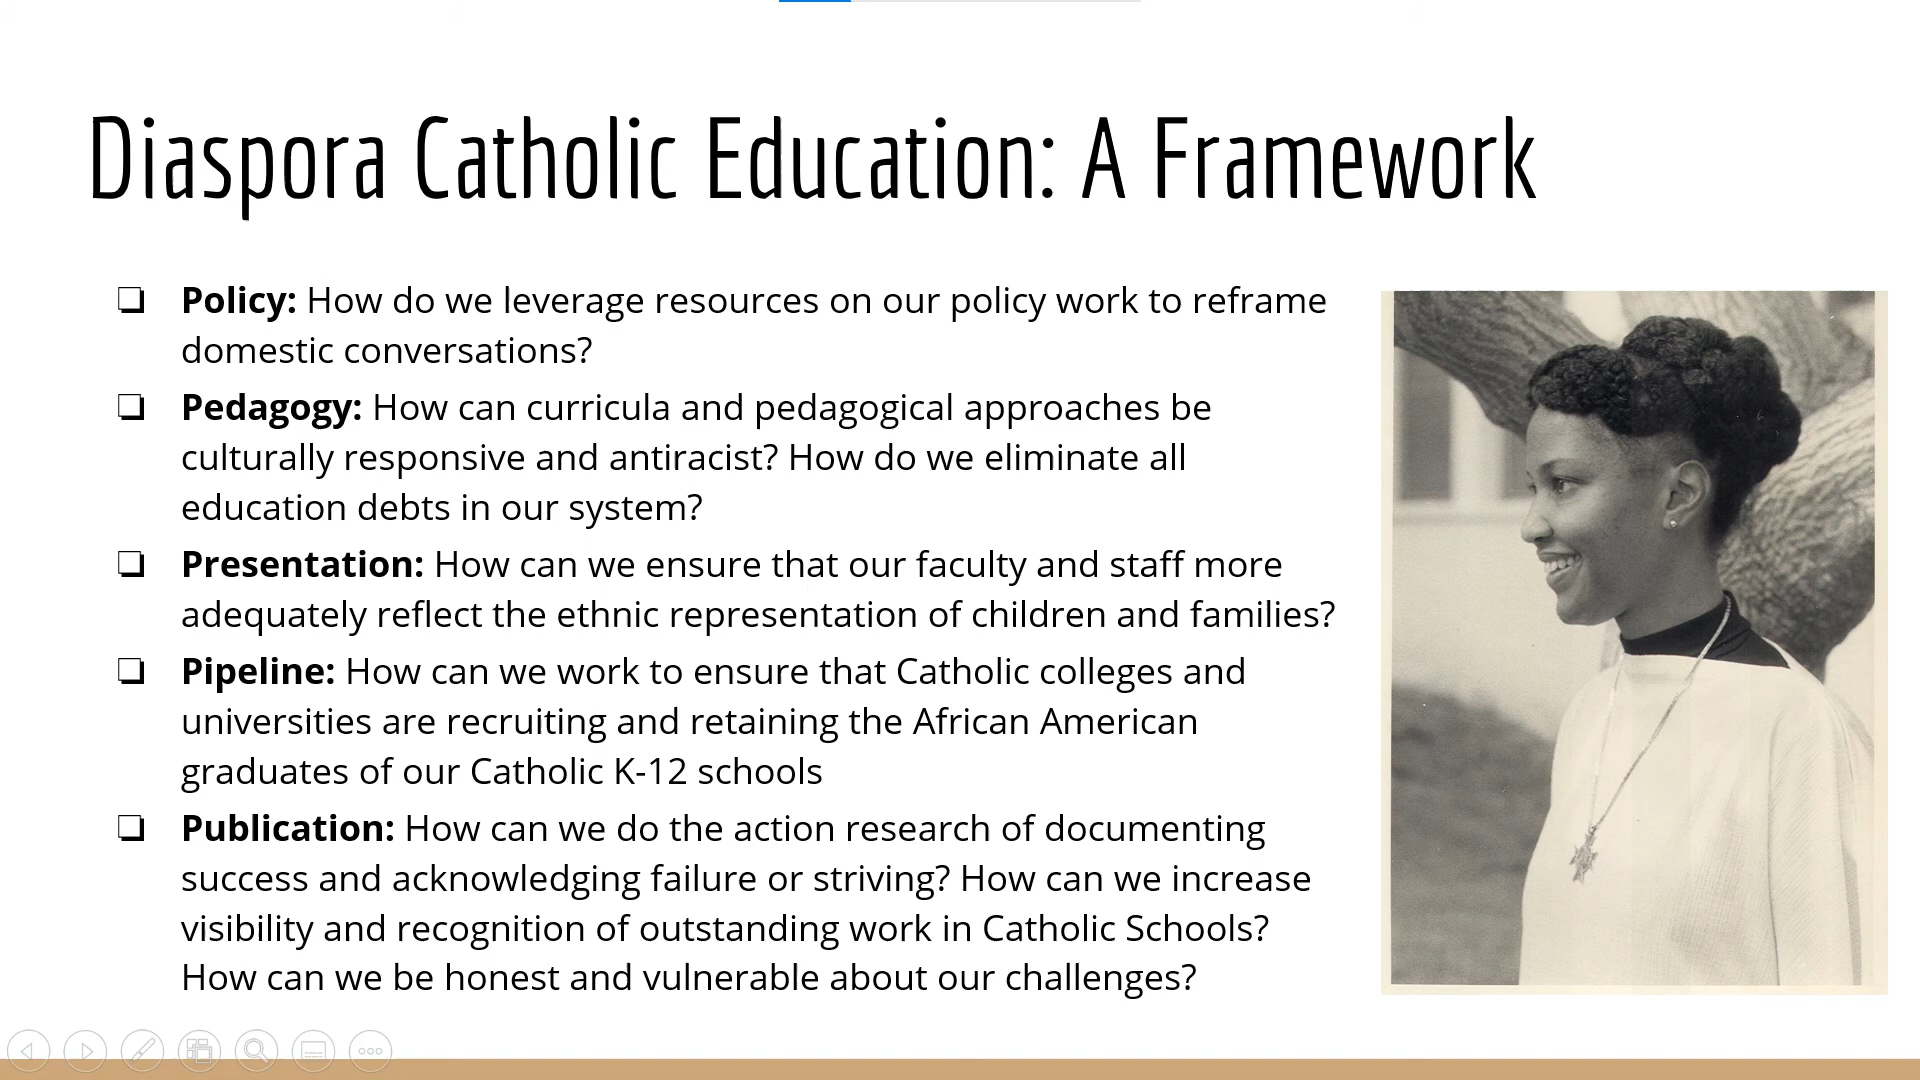 Diaspora Catholic Education: A Framework
❏ Policy: How do we leverage resources on our policy work to reframe
domestic conversations?
❏ Pedagogy: How can curricula and pedagogical approaches be
culturally responsive and antiracist? How do we eliminate all
education debts in our system?
❏ Presentation: How can we ensure that our faculty and staff more
adequately reflect the ethnic representation of children and families?
❏ Pipeline: How can we work to ensure that Catholic colleges and
universities are recruiting and retaining the African American
graduates of our Catholic K-12 schools
❏ Publication: How can we do the action research of documenting
success and acknowledging failure or striving? How can we increase
visibility and recognition of outstanding work in Catholic Schools?
How can we be honest and vulnerable about our challenges?